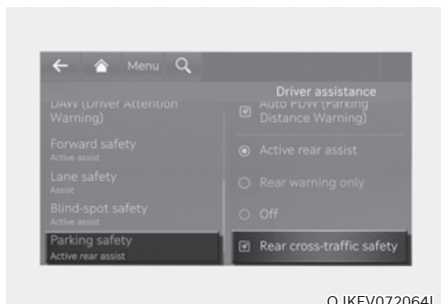 Menu
Driver assistance
DAW (Driver Attention
Warning)
Forward safety
Active assist
Lane safety
Assist
Blind-spot safety
Active assist
Parking safety
Active rear assist
Auto PDW (Parking
Distance Warning)
Active rear assist
Rear warning only
Off
Rear cross-traffic safety
OJKEV072064L